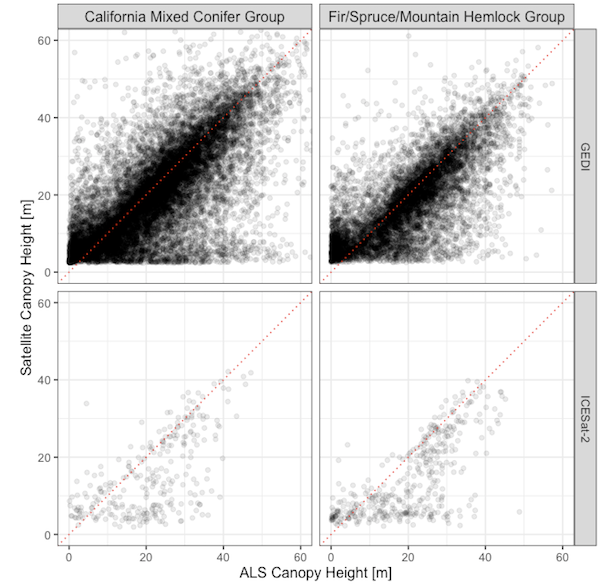 California Mixed Conifer Group
Fir/Spruce/Mountain Hemlock Group
60
40
20
0
GEDI
60
40
20
0
ICESat-2
Satellite Canopy Height [m]
0
20
40
60
0
20
40
60
ALS Canopy Height [m]